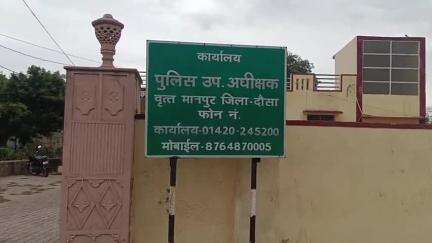 कार्यालय
पुलिस उप. अधीक्षक
वृत्त मानपुर जिला-दौसा
फोन नं.
कार्यालय-01420-245200
मोबाईल-8764870005